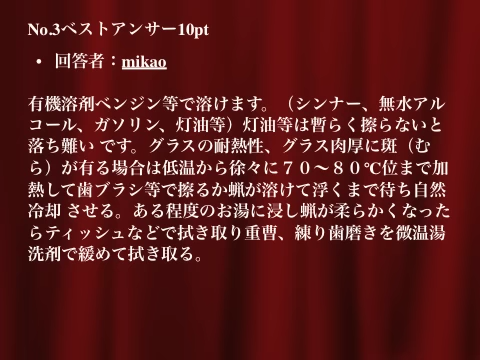 No.3ベストアンサー10pt
• 回答者：mikao
有機溶剤ベンジン等で溶けます。（シンナー、無水アル
コール、ガソリン、灯油等）灯油等は暫らく擦らないと
落ち難い です。グラスの耐熱性、グラス肉厚に斑（む
ら）が有る場合は低温から徐々に７０～８０℃位まで加
熱して歯ブラシ等で擦るか蝋が溶けて浮くまで待ち自然
冷却 させる。ある程度のお湯に浸し蝋が柔らかくなった
らティッシュなどで拭き取り重曹、練り歯磨きを微温湯
洗剤で緩めて拭き取る。